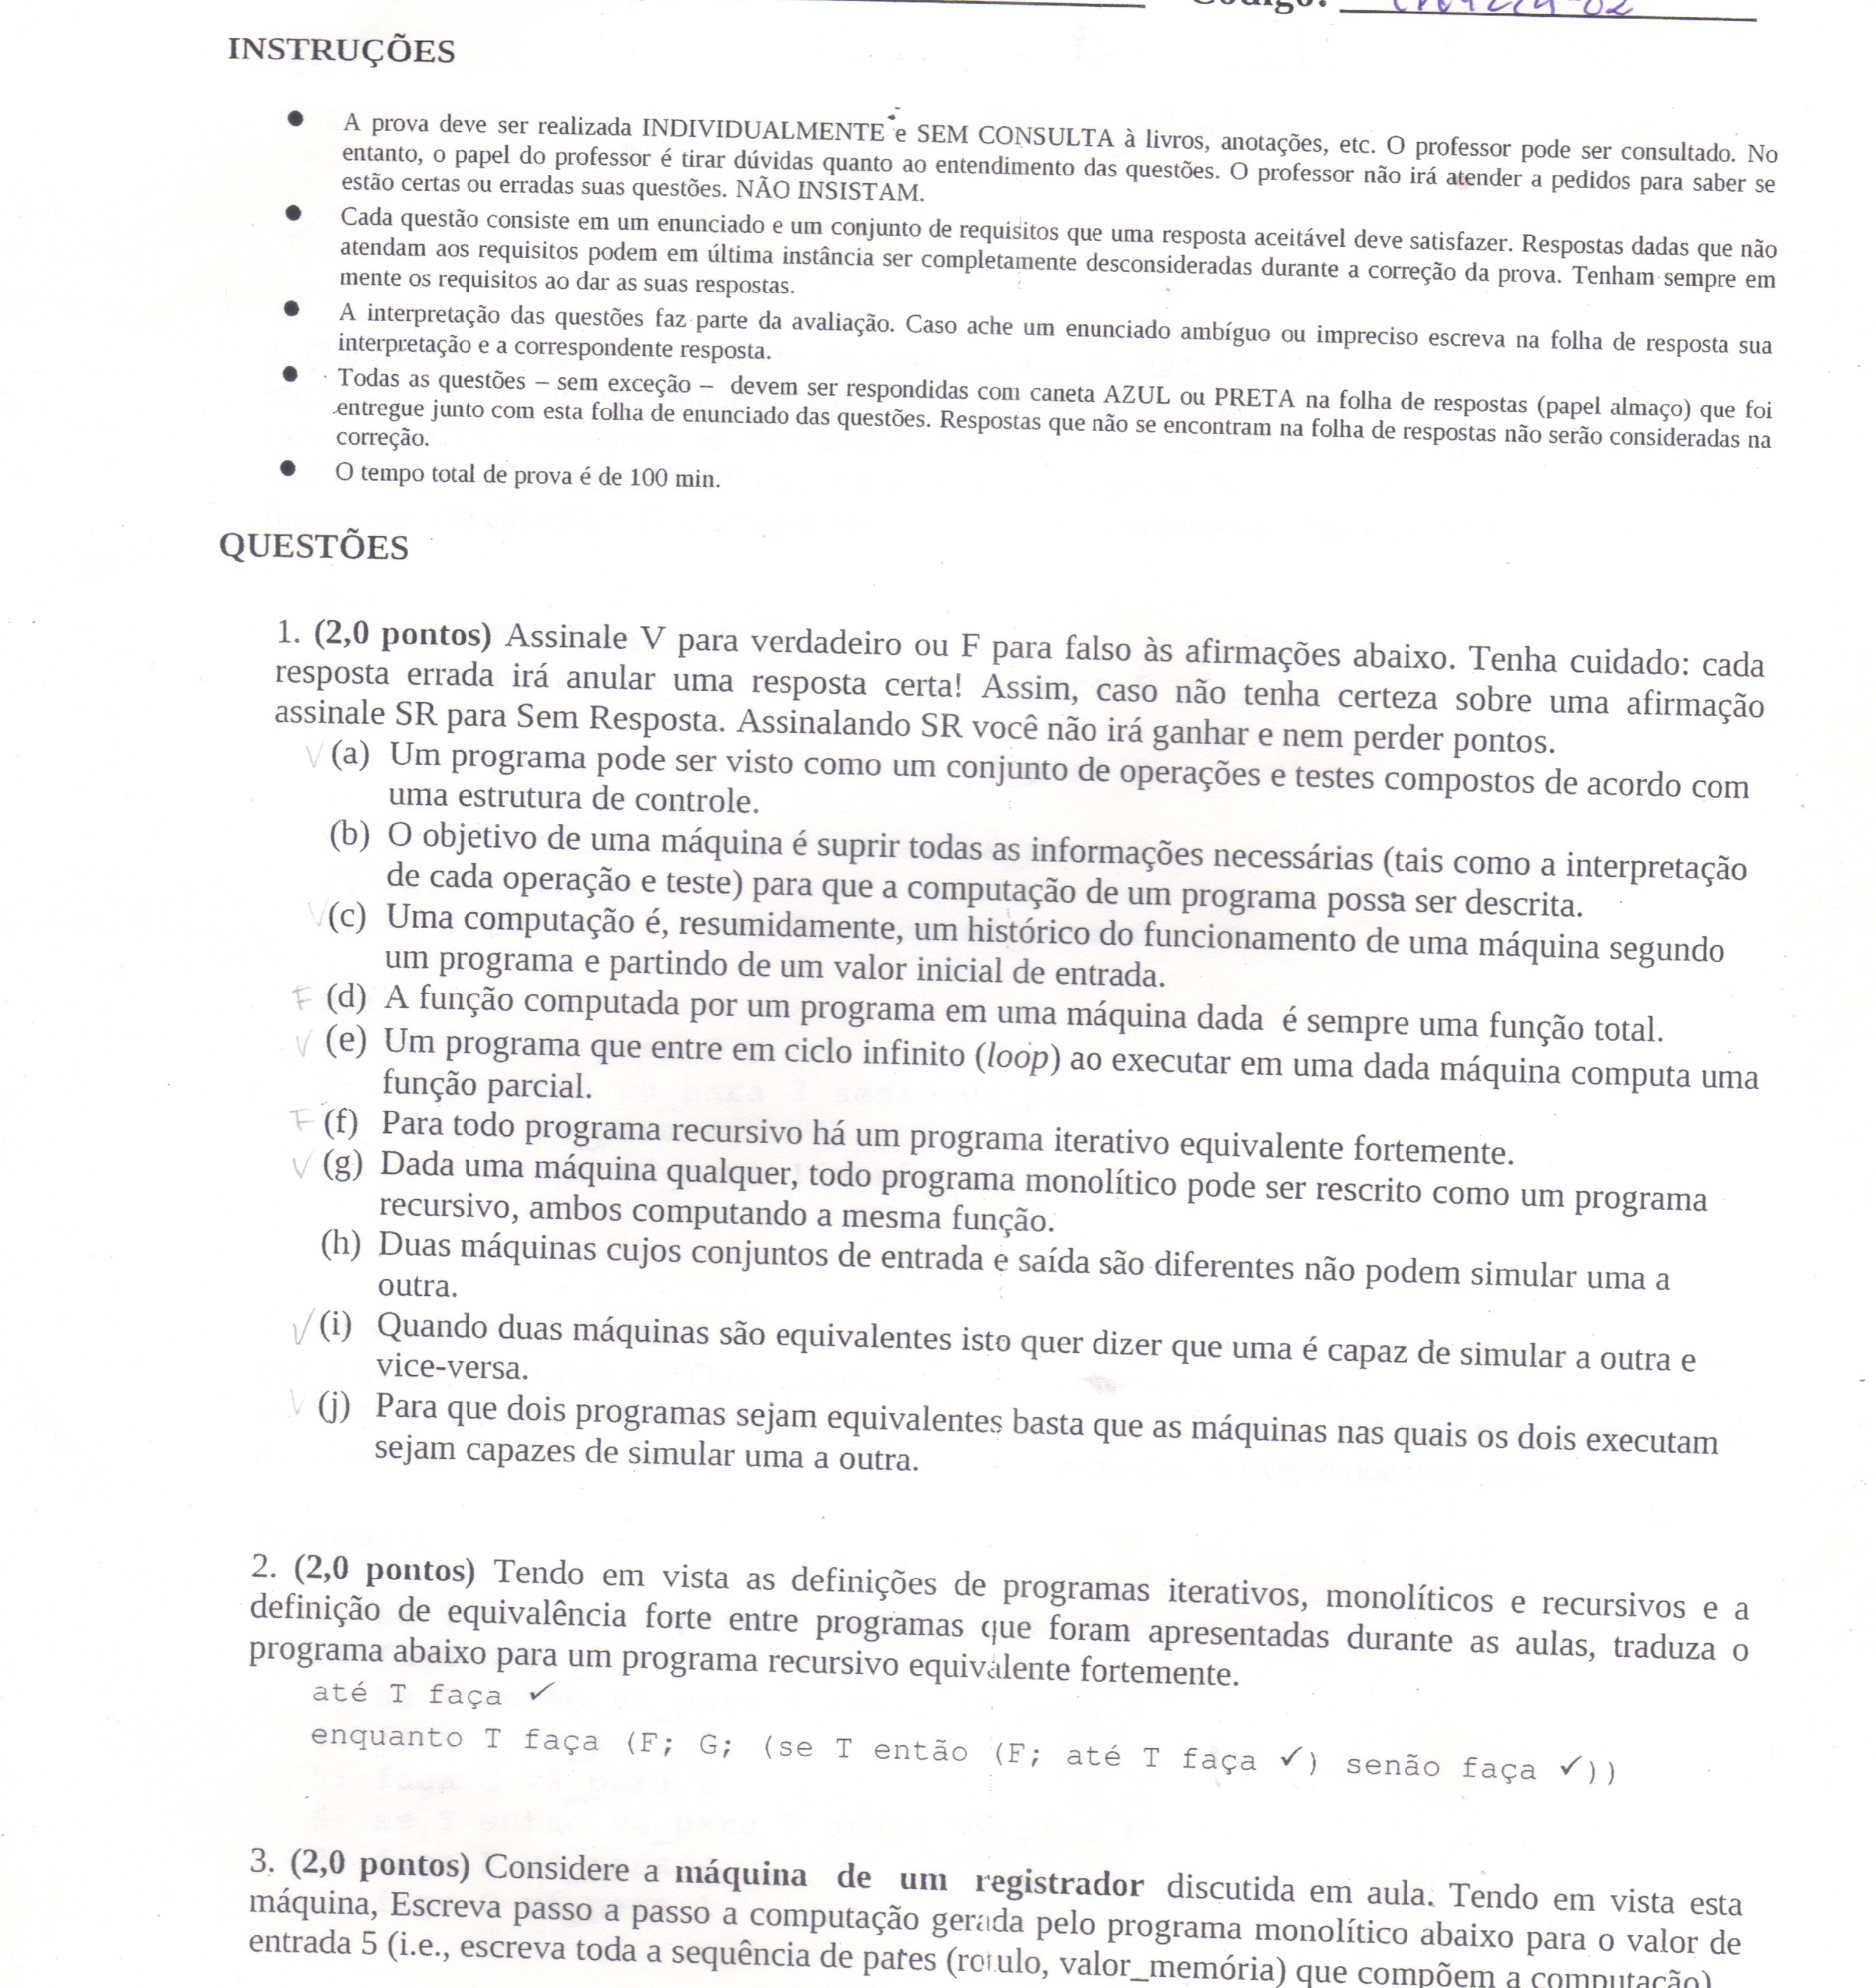 Código:
INSTRUÇÕES
● A prova deve ser realizada INDIVIDUALMENTE e SEM CONSULTA à livros, anotações, etc. O professor pode ser consultado. No
entanto, o papel do professor é tirar dúvidas quanto ao entendimento das questões. O professor não irá atender a pedidos para saber se
estão certas ou erradas suas questões. NÃO INSISTAM.
● Cada questão consiste em um enunciado e um conjunto de requisitos que uma resposta aceitável deve satisfazer. Respostas dadas que não
atendam aos requisitos podem em última instância ser completamente desconsideradas durante a correção da prova. Tenham sempre em
mente os requisitos ao dar as suas respostas.
● A interpretação das questões faz parte da avaliação. Caso ache um enunciado ambíguo ou impreciso escreva na folha de resposta sua
interpretação e a correspondente resposta.
● Todas as questões – sem exceção – devem ser respondidas com caneta AZUL ou PRETA na folha de respostas (papel almaço) que foi
entregue junto com esta folha de enunciado das questões. Respostas que não se encontram na folha de respostas não serão consideradas na
correção.
● O tempo total de prova é de 100 min.
QUESTÕES
1. (2,0 pontos) Assinale V para verdadeiro ou F para falso às afirmações abaixo. Tenha cuidado: cada
resposta errada irá anular uma resposta certa! Assim, caso não tenha certeza sobre uma afirmação
assinale SR para Sem Resposta. Assinalando SR você não irá ganhar e nem perder pontos.
V (a) Um programa pode ser visto como um conjunto de operações e testes compostos de acordo com
uma estrutura de controle.
(b) O objetivo de uma máquina é suprir todas as informações necessárias (tais como a interpretação
de cada operação e teste) para que a computação de um programa possa ser descrita.
V (c) Uma computação é, resumidamente, um histórico do funcionamento de uma máquina segundo
um programa e partindo de um valor inicial de entrada.
F (d) A função computada por um programa em uma máquina dada é sempre uma função total.
V (e) Um programa que entre em ciclo infinito (loop) ao executar em uma dada máquina computa uma
função parcial.
F (f) Para todo programa recursivo há um programa iterativo equivalente fortemente.
V (g) Dada uma máquina qualquer, todo programa monolítico pode ser rescrito como um programa
recursivo, ambos computando a mesma função.
(h) Duas máquinas cujos conjuntos de entrada e saída são diferentes não podem simular uma a
outra.
V (i) Quando duas máquinas são equivalentes isto quer dizer que uma é capaz de simular a outra e
vice-versa.
V (j) Para que dois programas sejam equivalentes basta que as máquinas nas quais os dois executam
sejam capazes de simular uma a outra.
2. (2,0 pontos) Tendo em vista as definições de programas iterativos, monolíticos e recursivos e a
definição de equivalência forte entre programas que foram apresentadas durante as aulas, traduza o
programa abaixo para um programa recursivo equivalente fortemente.
até T faça ✓
enquanto T faça (F; G; (se T então (F; até T faça ✓) senão faça ✓))
3. (2,0 pontos) Considere a máquina de um registrador discutida em aula. Tendo em vista esta
máquina, Escreva passo a passo a computação gerada pelo programa monolítico abaixo para o valor de
entrada 5 (i.e., escreva toda a sequência de pares (rotulo, valor_memória) que compõem a computação)